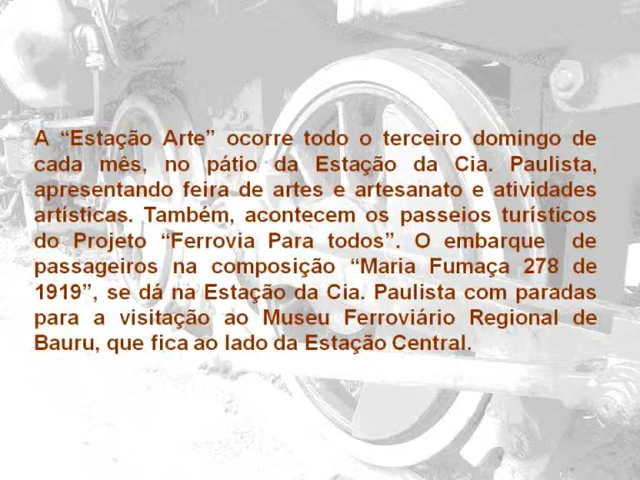 A “Estação Arte” ocorre todo o terceiro domingo de
cada mês, no pátio da Estação da Cia. Paulista,
apresentando feira de artes e artesanato e atividades
artísticas. Também, acontecem os passeios turísticos
do Projeto “Ferrovia Para todos”. O embarque de
passageiros na composição “Maria Fumaça 278 de
1919”, se dá na Estação da Cia. Paulista com paradas
para a visitação ao Museu Ferroviário Regional de
Bauru, que fica ao lado da Estação Central.